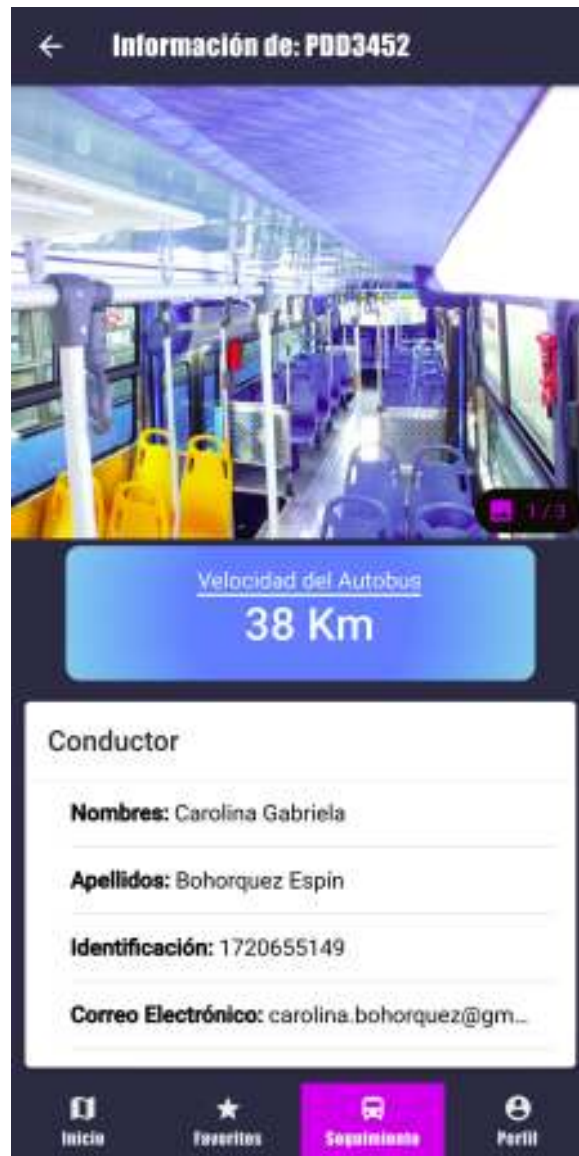 Información de: PDD3452
1/3
Velocidad del Autobus
38 Km
Conductor
Nombres: Carolina Gabriela
Apellidos: Bohorquez Espin
Identificación: 1720655149
Correo Electrónico: carolina.bohorquez@gm...
Inicio
Favoritos
Seguimiento
Perfil